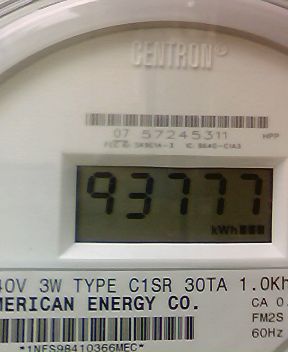 CENTRON®
07 57245311 HPP
93777
kWh
40V 3W TYPE C1SR 30TA 1.0Kh
MERICAN ENERGY CO.
CA 0.
FM2S
60Hz
*1NFS98410366MEC*